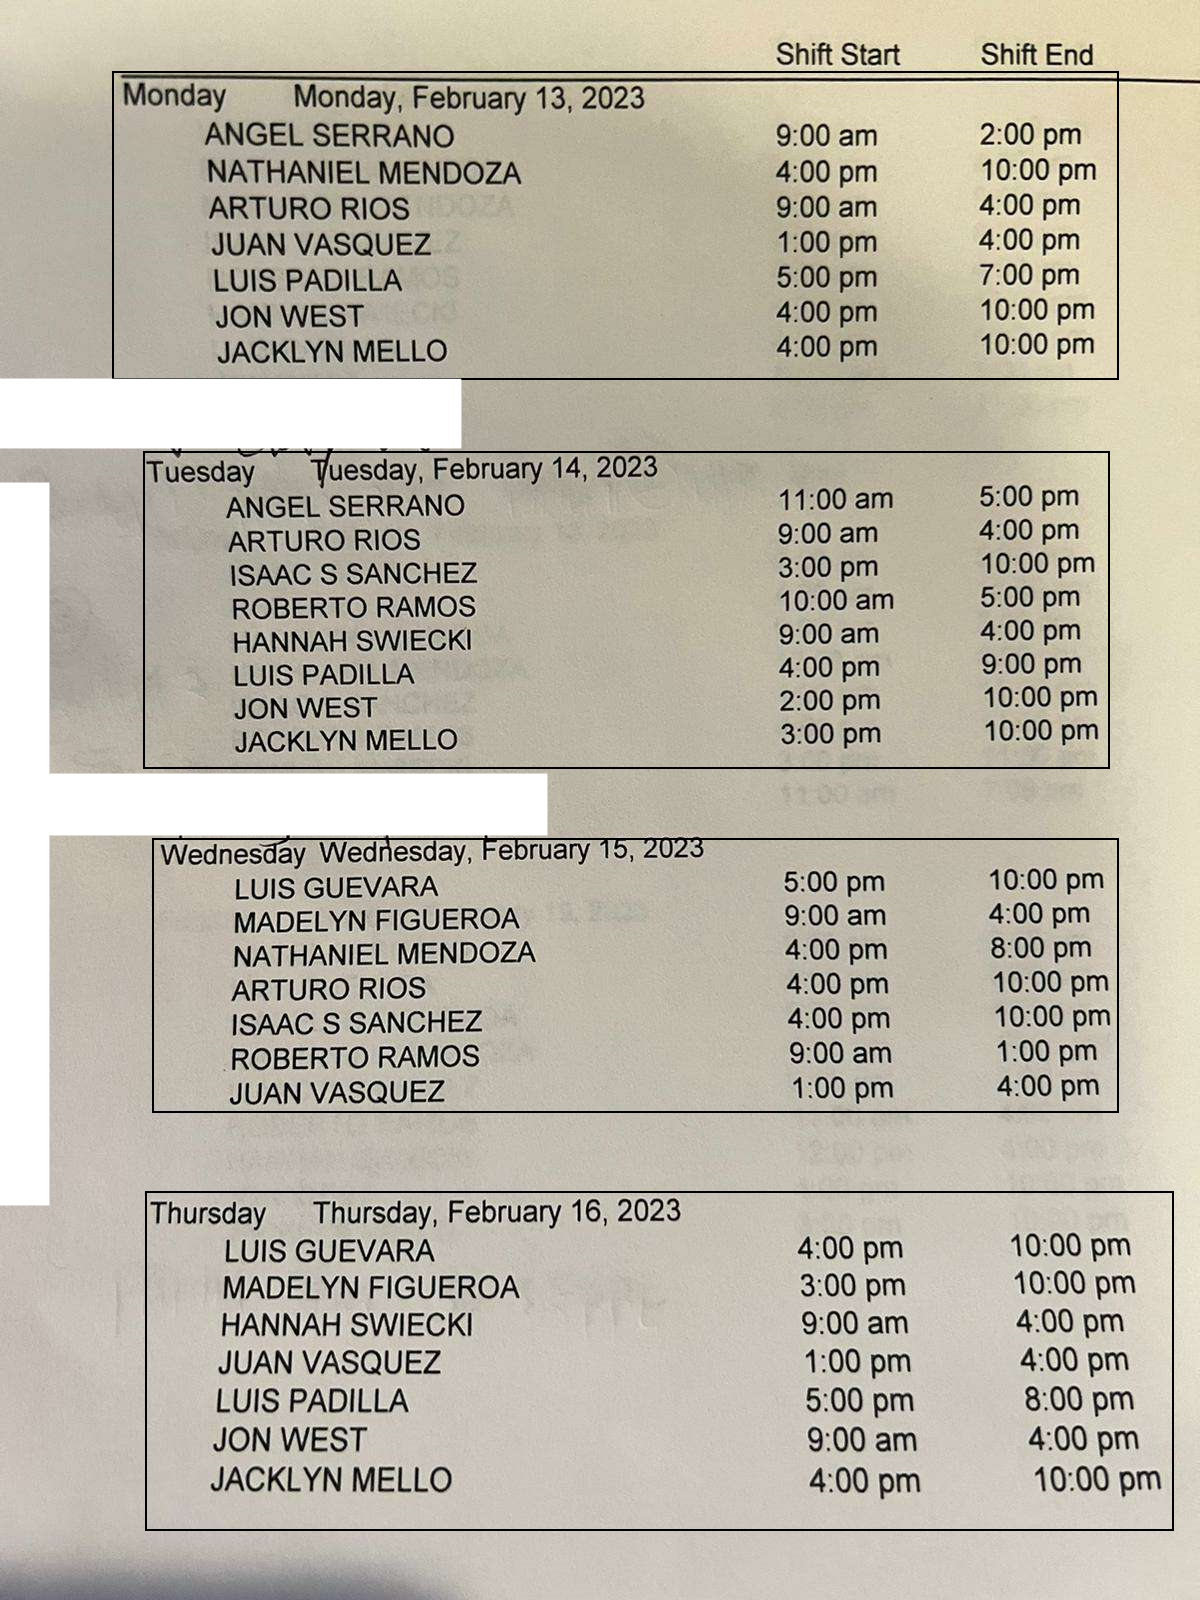 Shift Start Shift End
Monday Monday, February 13, 2023
ANGEL SERRANO 9:00 am 2:00 pm
NATHANIEL MENDOZA 4:00 pm 10:00 pm
ARTURO RIOS 9:00 am 4:00 pm
JUAN VASQUEZ 1:00 pm 4:00 pm
LUIS PADILLA 5:00 pm 7:00 pm
JON WEST 4:00 pm 10:00 pm
JACKLYN MELLO 4:00 pm 10:00 pm
Tuesday Tuesday, February 14, 2023
ANGEL SERRANO 11:00 am 5:00 pm
ARTURO RIOS 9:00 am 4:00 pm
ISAAC S SANCHEZ 3:00 pm 10:00 pm
ROBERTO RAMOS 10:00 am 5:00 pm
HANNAH SWIECKI 9:00 am 4:00 pm
LUIS PADILLA 4:00 pm 9:00 pm
JON WEST 2:00 pm 10:00 pm
JACKLYN MELLO 3:00 pm 10:00 pm
Wednesday Wednesday, February 15, 2023
LUIS GUEVARA 5:00 pm 10:00 pm
MADELYN FIGUEROA 9:00 am 4:00 pm
NATHANIEL MENDOZA 4:00 pm 8:00 pm
ARTURO RIOS 4:00 pm 10:00 pm
ISAAC S SANCHEZ 4:00 pm 10:00 pm
ROBERTO RAMOS 9:00 am 1:00 pm
JUAN VASQUEZ 1:00 pm 4:00 pm
Thursday Thursday, February 16, 2023
LUIS GUEVARA 4:00 pm 10:00 pm
MADELYN FIGUEROA 3:00 pm 10:00 pm
HANNAH SWIECKI 9:00 am 4:00 pm
JUAN VASQUEZ 1:00 pm 4:00 pm
LUIS PADILLA 5:00 pm 8:00 pm
JON WEST 9:00 am 4:00 pm
JACKLYN MELLO 4:00 pm 10:00 pm